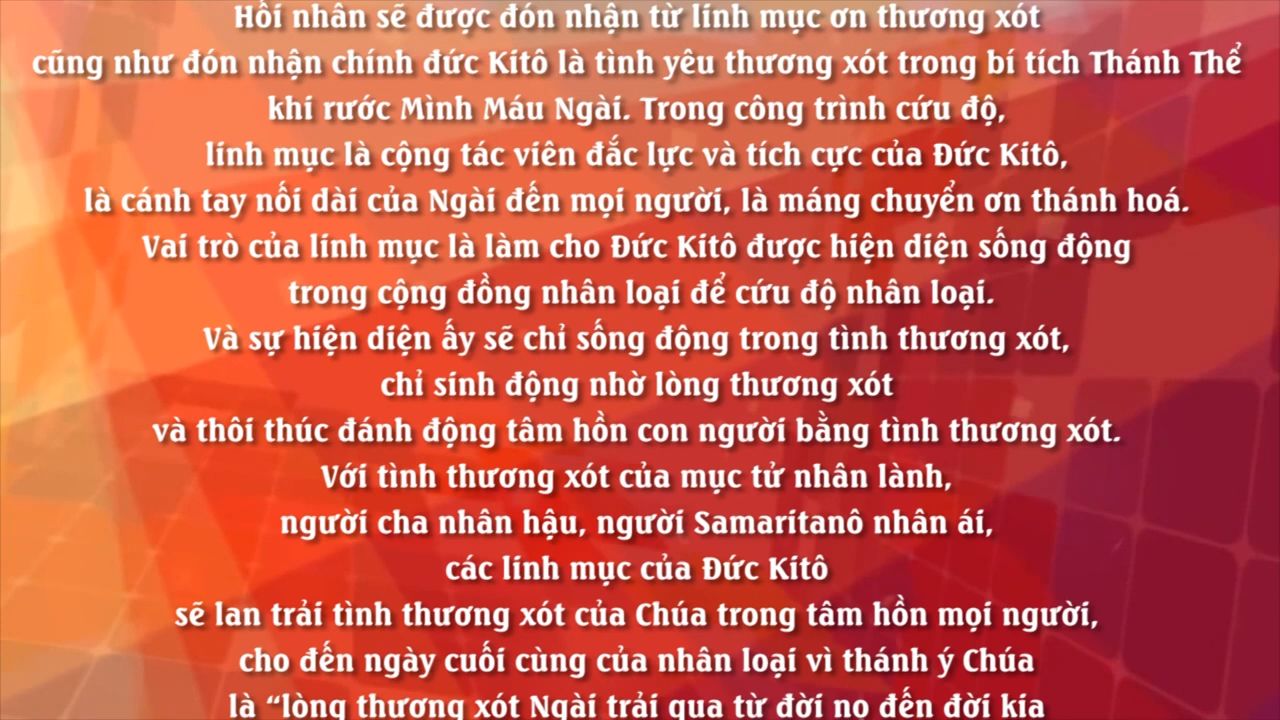 Hối nhân sẽ được đón nhận từ linh mục ơn thương xót
cũng như đón nhận chính đức Kitô là tình yêu thương xót trong bí tích Thánh Thể
khi rước Mình Máu Ngài. Trong công trình cứu độ,
linh mục là cộng tác viên đắc lực và tích cực của Đức Kitô,
là cánh tay nối dài của Ngài đến mọi người, là máng chuyển ơn thánh hoá.
Vai trò của linh mục là làm cho Đức Kitô được hiện diện sống động
trong cộng đồng nhân loại để cứu độ nhân loại.
Và sự hiện diện ấy sẽ chỉ sống động trong tình thương xót,
chỉ sinh động nhờ lòng thương xót
và thôi thúc đánh động tâm hồn con người bằng tình thương xót.
Với tình thương xót của mục tử nhân lành,
người cha nhân hậu, người Samaritanô nhân ái,
các linh mục của Đức Kitô
sẽ lan trải tình thương xót của Chúa trong tâm hồn mọi người,
cho đến ngày cuối cùng của nhân loại vì thánh ý Chúa
là “lòng thương xót Ngài trải qua từ đời nọ đến đời kia